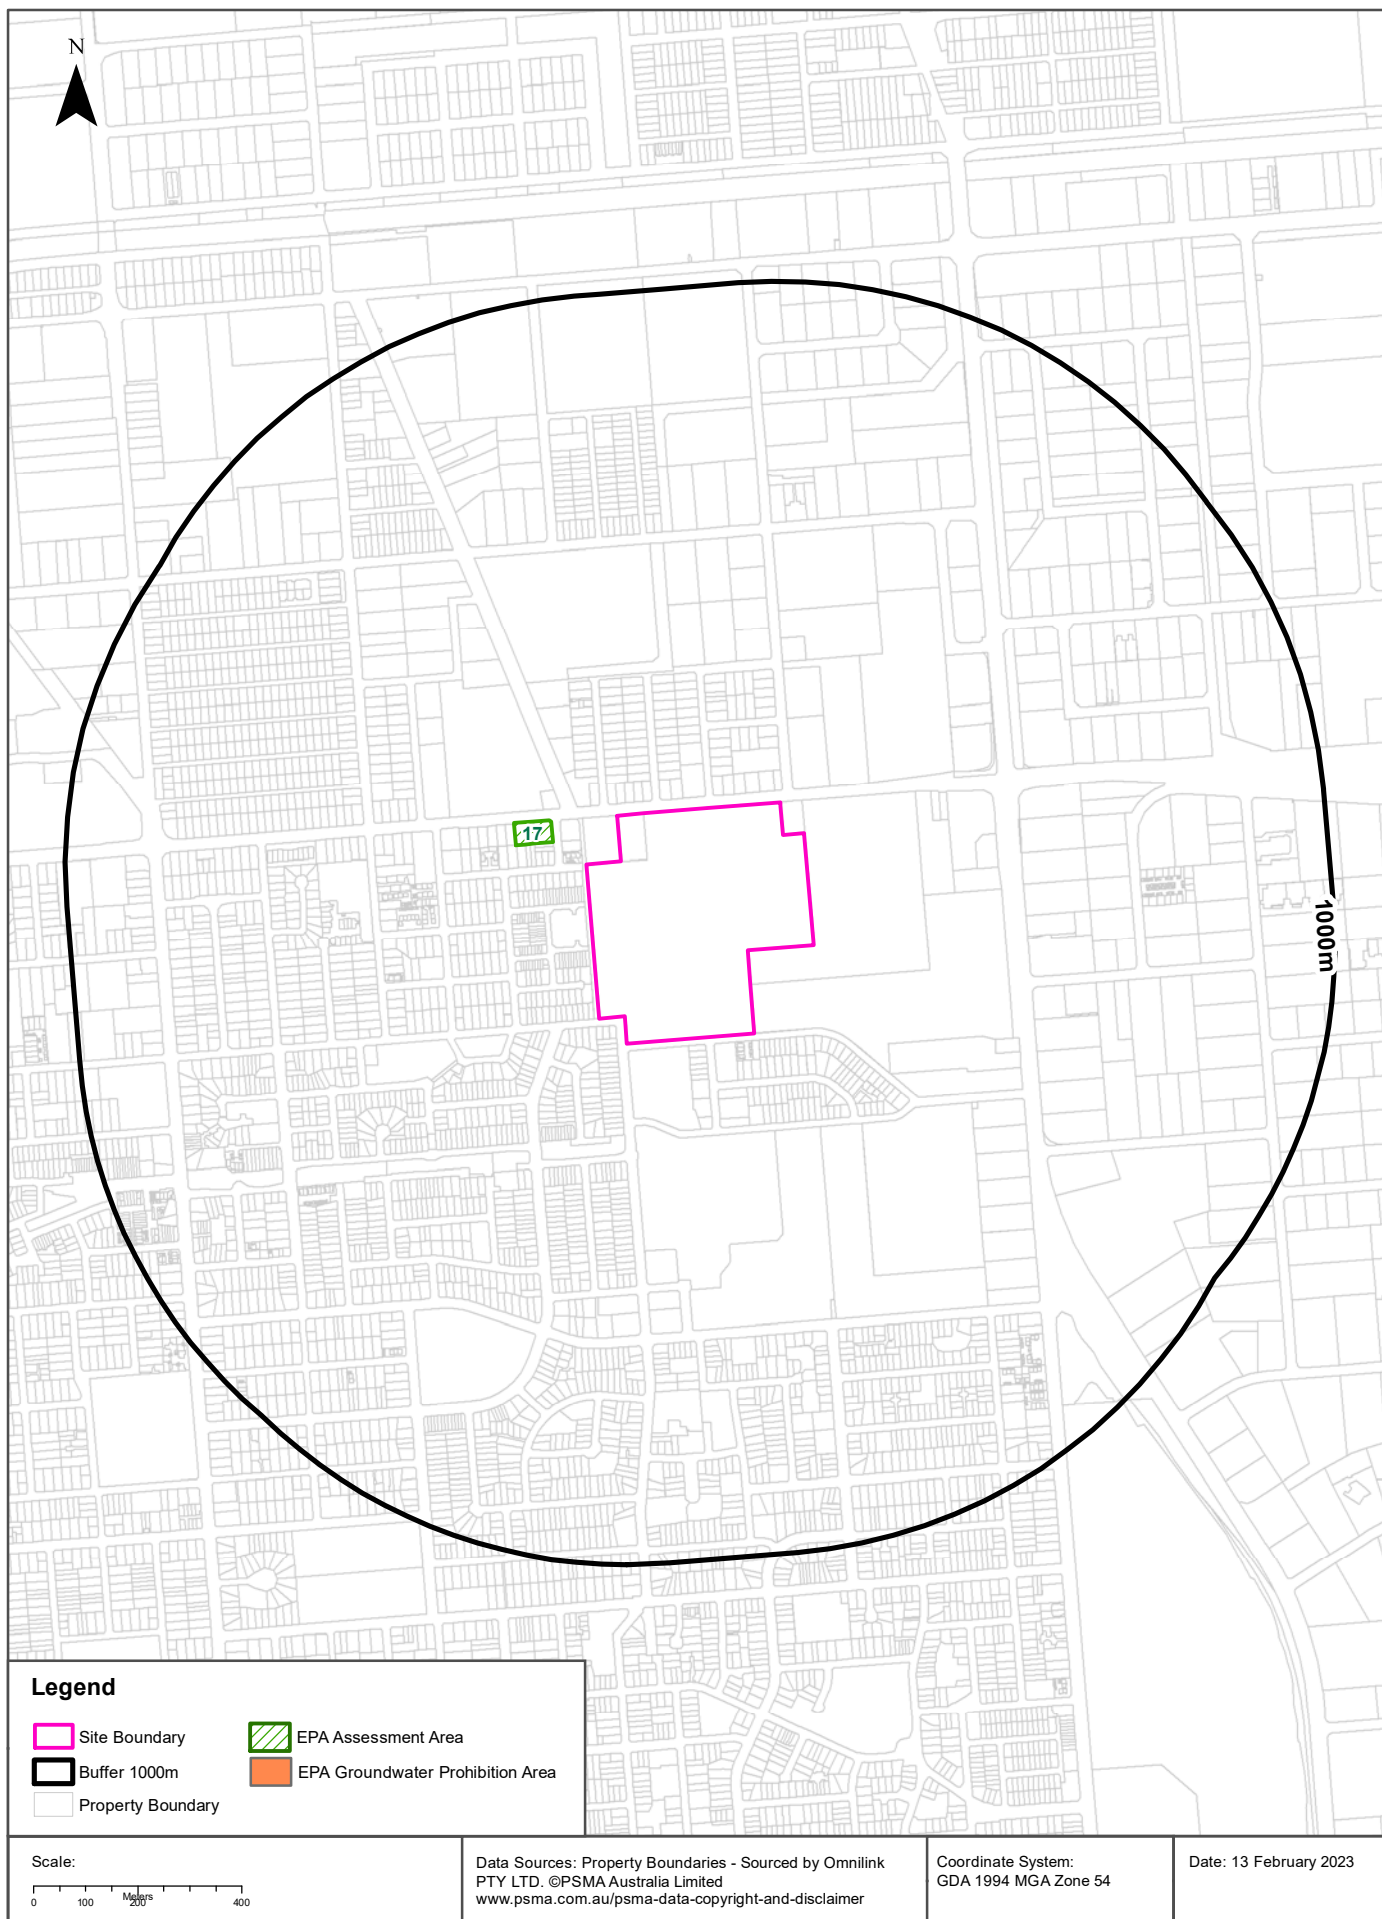 N
17
1000m
Legend
Site Boundary
EPA Assessment Area
Buffer 1000m
EPA Groundwater Prohibition Area
Property Boundary
Scale:
Meters
0 100 200 400
Data Sources: Property Boundaries - Sourced by Omnilink
PTY LTD. ©PSMA Australia Limited
www.psma.com.au/psma-data-copyright-and-disclaimer
Coordinate System:
GDA 1994 MGA Zone 54
Date: 13 February 2023